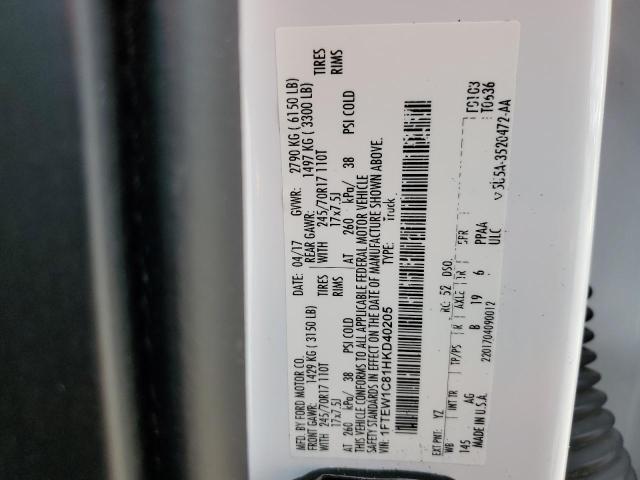 MFD. BY FORD MOTOR CO.
DATE: 04/17 GVWR: 2790 KG ( 6150 LB)
FRONT GAWR: 1429 KG ( 3150 LB) REAR GAWR: 1497 KG ( 3300 LB)
WITH 245/70R17 110T TIRES WITH 245/70R17 110T TIRES
17x7.5J RIMS 17x7.5J RIMS
AT 260 kPa/ 38 PSI COLD AT 260 kPa/ 38 PSI COLD
THIS VEHICLE CONFORMS TO ALL APPLICABLE FEDERAL MOTOR VEHICLE
SAFETY STANDARDS IN EFFECT ON THE DATE OF MANUFACTURE SHOWN ABOVE.
VIN: 1FTEW1C81HKD40205 TYPE: Truck
EXT PNT: YZ RC: 52 DSO:
WB INT TR TP/PS R AXLE TR SPR
145 AG B 19 6 PPAA
MADE IN U.S.A. ULC
2201704090012
T0103
T0636
5U5A-3520472-AA